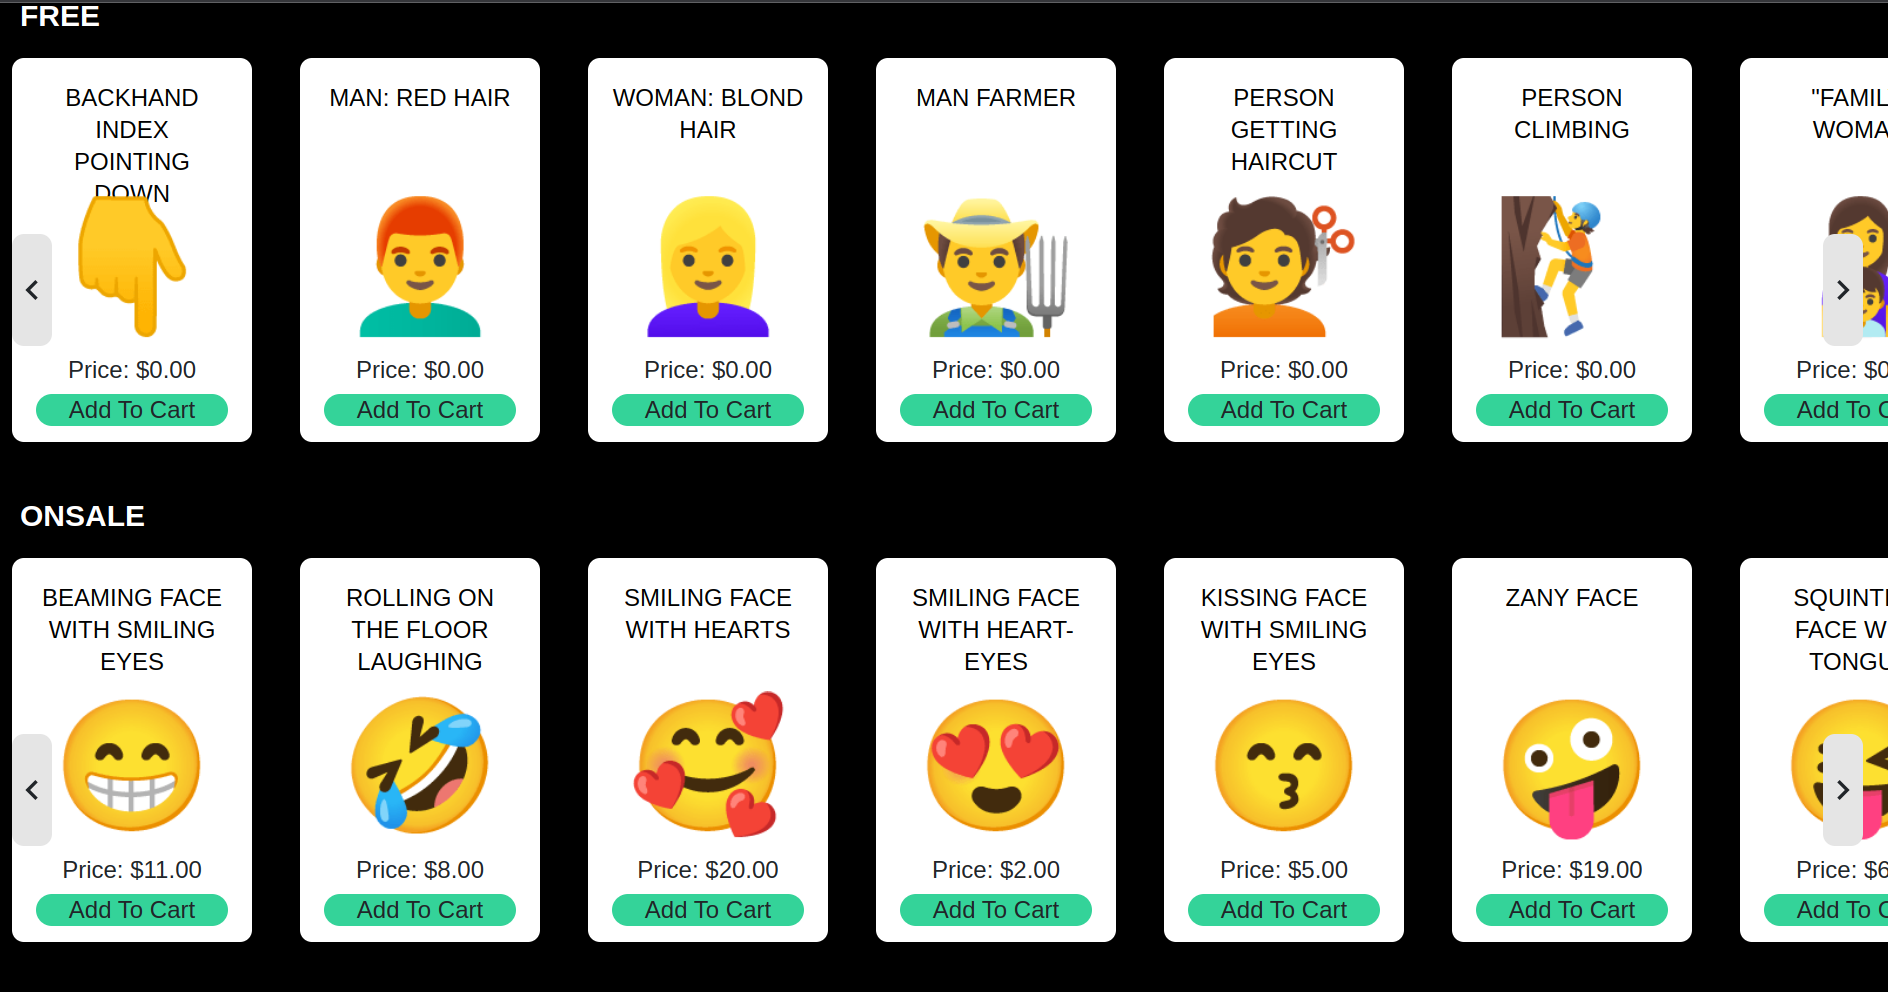 FREE
BACKHAND
INDEX
POINTING
DOWN
Price: $0.00
Add To Cart
MAN: RED HAIR
Price: $0.00
Add To Cart
WOMAN: BLOND
HAIR
Price: $0.00
Add To Cart
MAN FARMER
Price: $0.00
Add To Cart
PERSON
GETTING
HAIRCUT
Price: $0.00
Add To Cart
PERSON
CLIMBING
Price: $0.00
Add To Cart
"FAMIL
WOMA
Price: $0
Add To C
ONSALE
BEAMING FACE
WITH SMILING
EYES
Price: $11.00
Add To Cart
ROLLING ON
THE FLOOR
LAUGHING
Price: $8.00
Add To Cart
SMILING FACE
WITH HEARTS
Price: $20.00
Add To Cart
SMILING FACE
WITH HEART-
EYES
Price: $2.00
Add To Cart
KISSING FACE
WITH SMILING
EYES
Price: $5.00
Add To Cart
ZANY FACE
Price: $19.00
Add To Cart
SQUINTI
FACE W
TONGU
Price: $6
Add To C